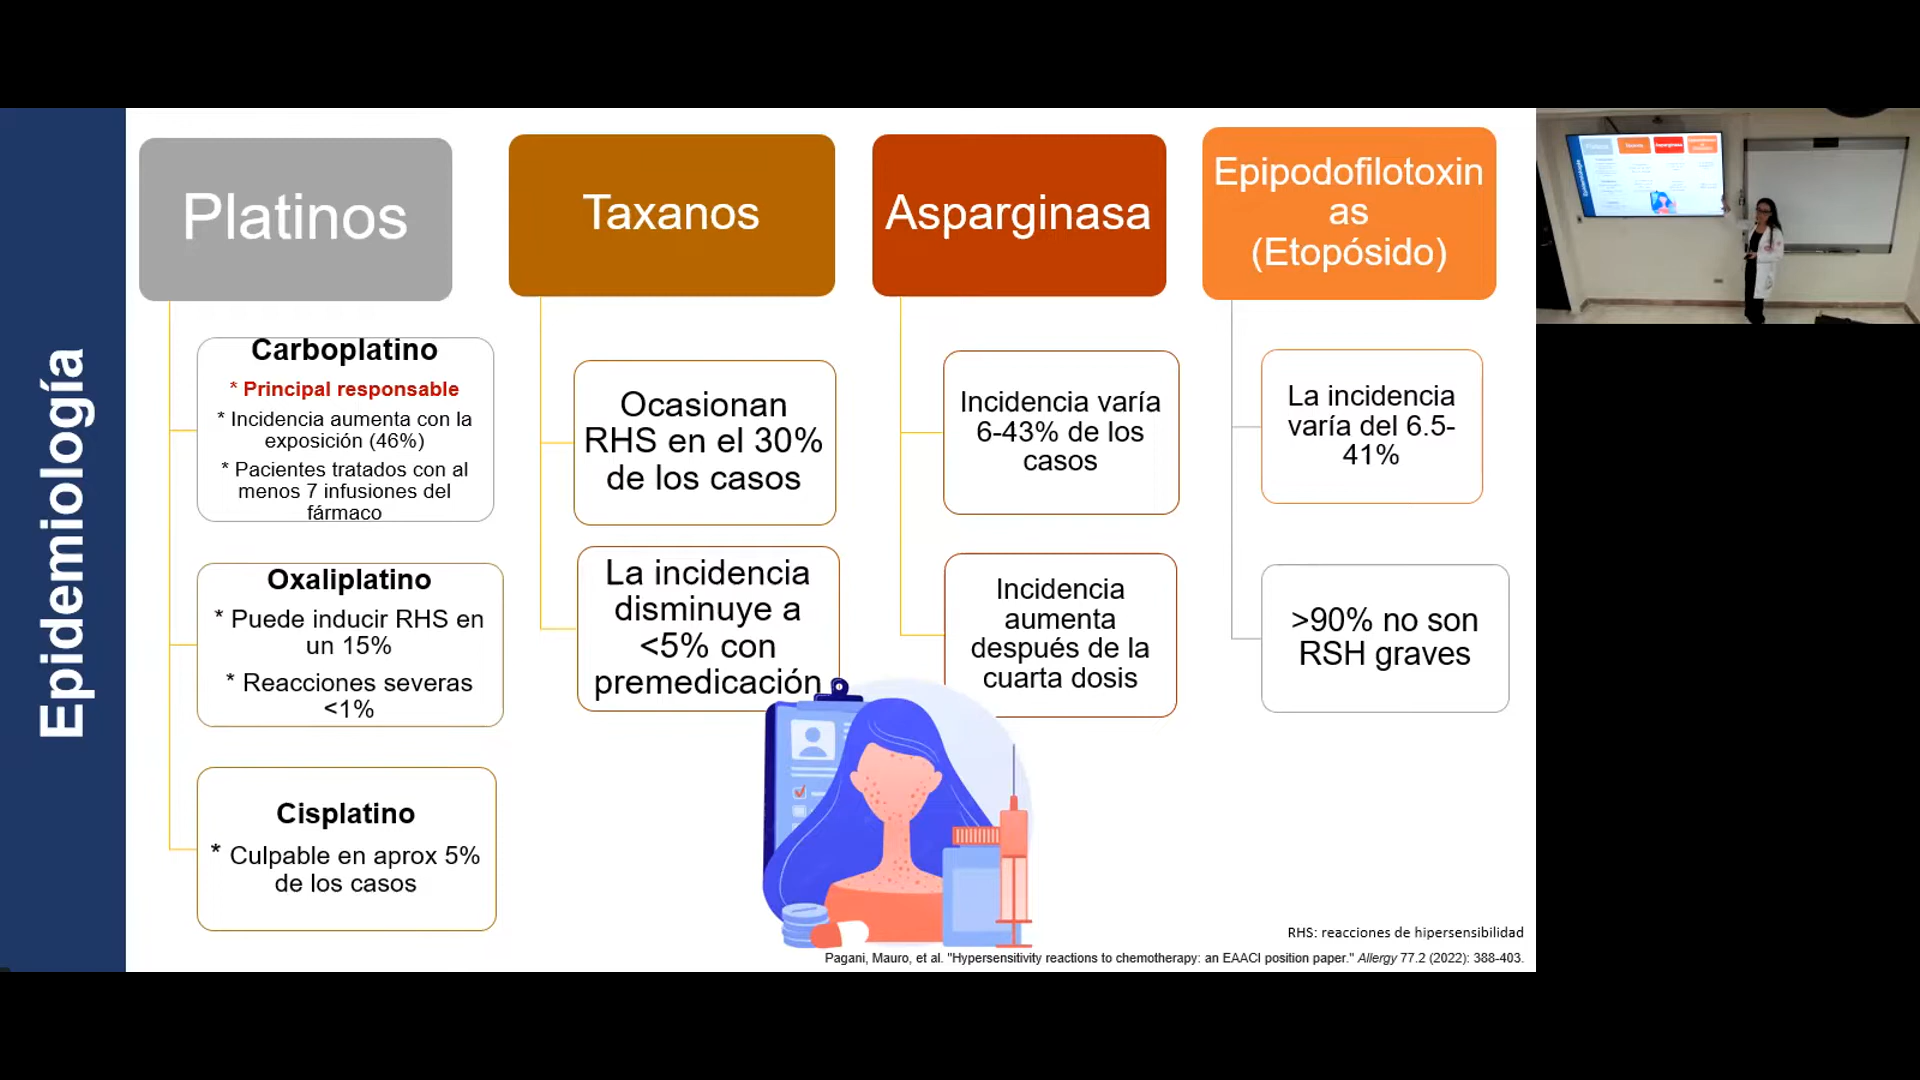 Epidemiología
Platinos
Carboplatino
* Principal responsable
* Incidencia aumenta con la
exposición (46%)
* Pacientes tratados con al
menos 7 infusiones del
fármaco
Oxaliplatino
* Puede inducir RHS en
un 15%
* Reacciones severas
<1%
Cisplatino
* Culpable en aprox 5%
de los casos
Taxanos
Ocasionan
RHS en el 30%
de los casos
La incidencia
disminuye a
<5% con
premedicación
Asparginasa
Incidencia varía
6-43% de los
casos
Incidencia
aumenta
después de la
cuarta dosis
Epipodofilotoxin
as
(Etopósido)
La incidencia
varía del 6.5-
41%
>90% no son
RSH graves
RHS: reacciones de hipersensibilidad
Pagani, Mauro, et al. "Hypersensitivity reactions to chemotherapy: an EAACI position paper." Allergy 77.2 (2022): 388-403.